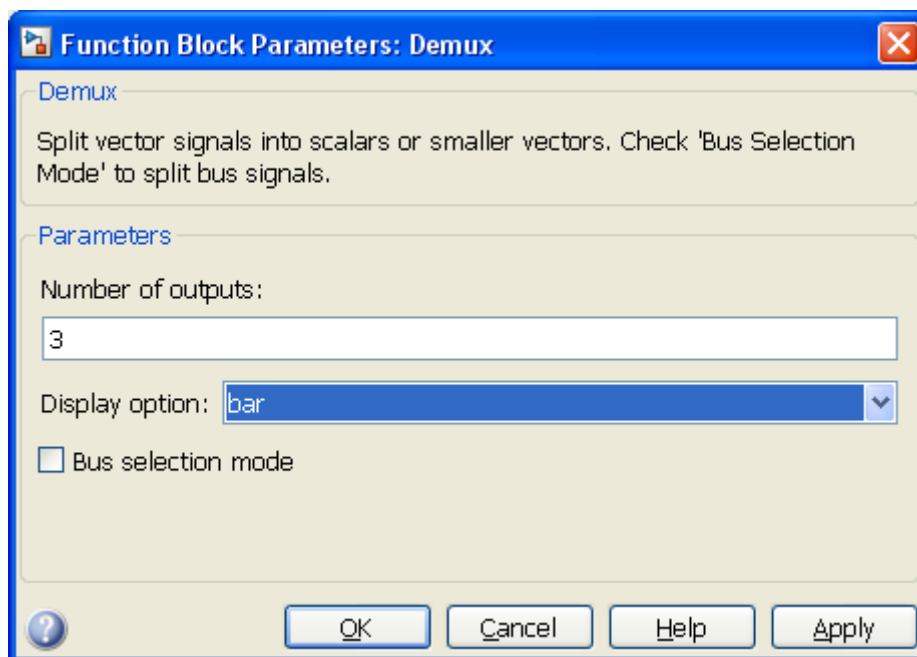 Function Block Parameters: Demux
Demux
Split vector signals into scalars or smaller vectors. Check 'Bus Selection
Mode' to split bus signals.
Parameters
Number of outputs:
3
Display option: bar
Bus selection mode
? OK Cancel Help Apply